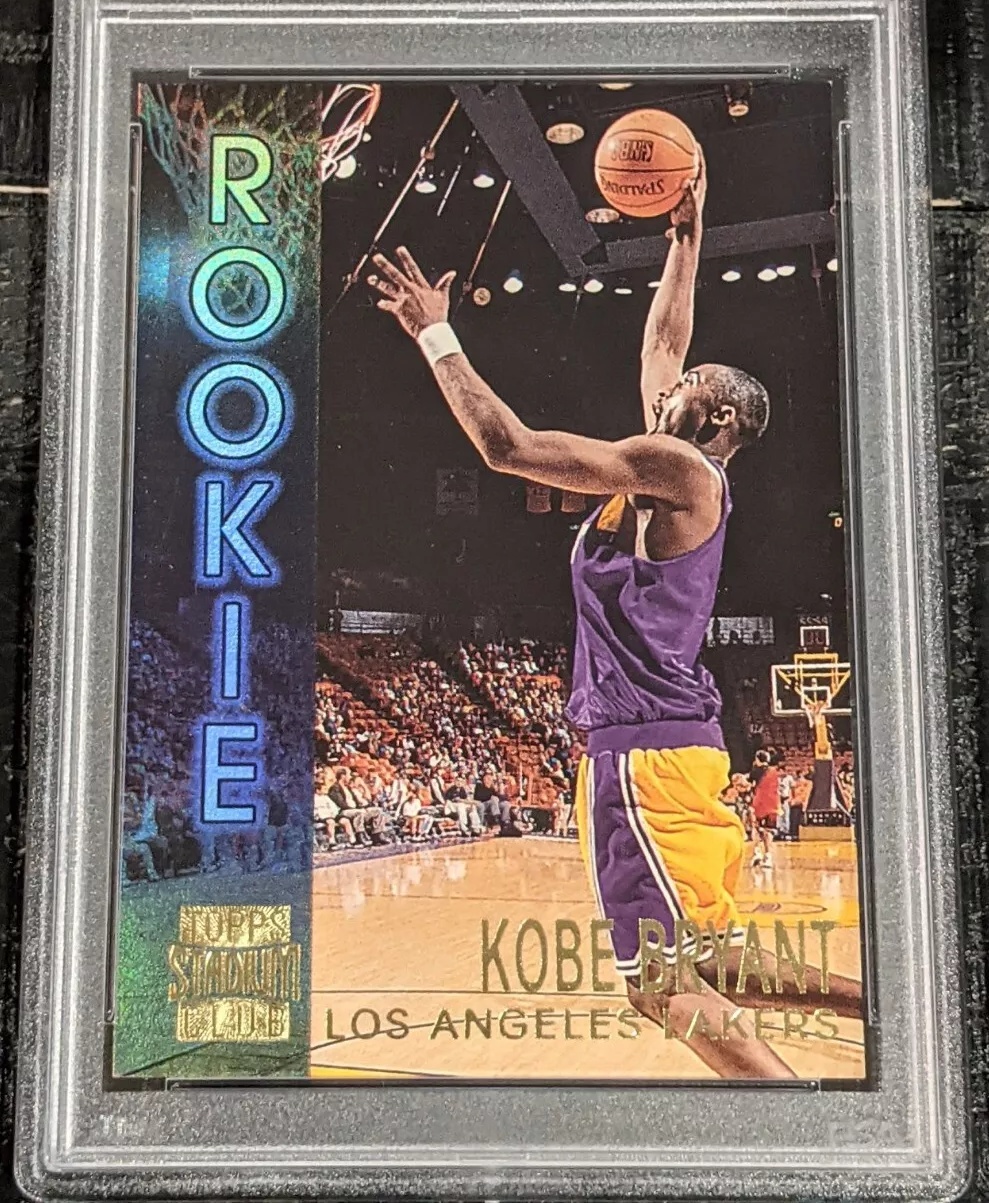 ROOKIE
SPALDING
TOPPS
STADIUM
CLUB
KOBE BRYANT
LOS ANGELES LAKERS